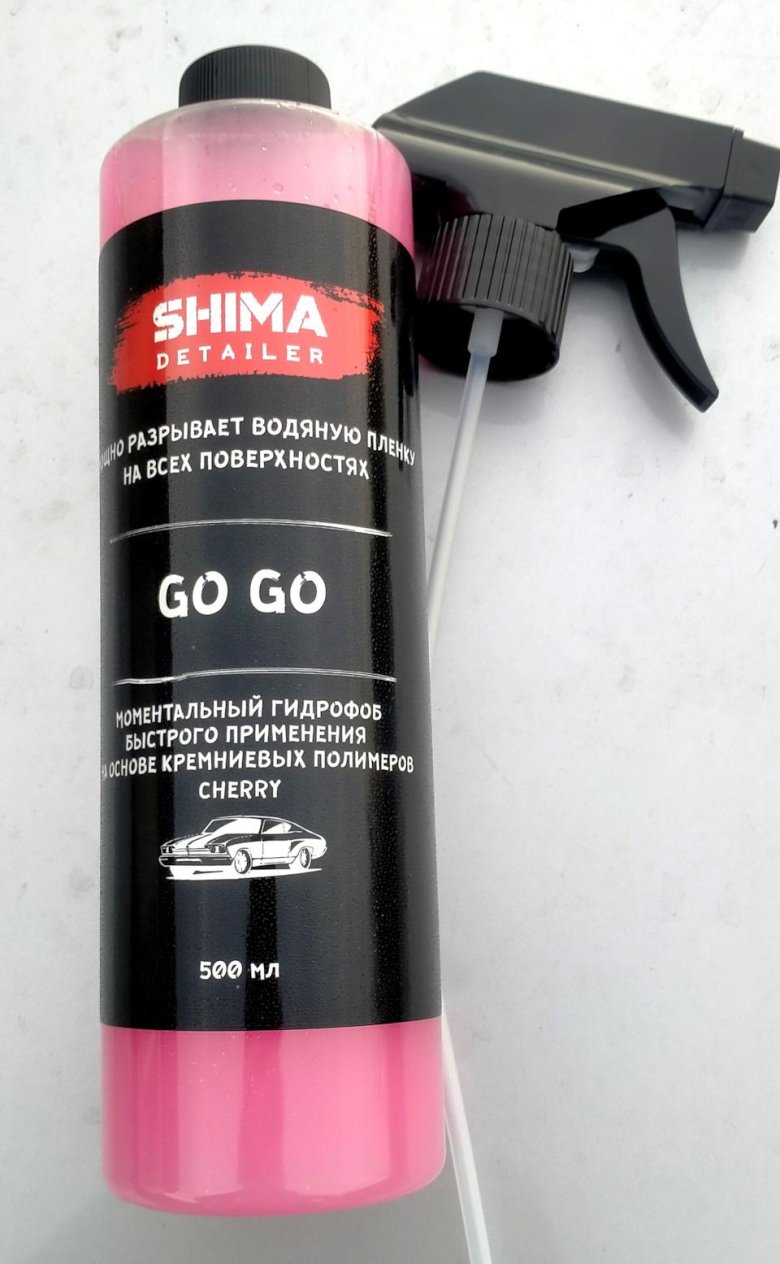 SHIMA
DETAILER
РАЗРЫВАЕТ ВОДЯНУЮ ПЛЕНКУ
НА ВСЕХ ПОВЕРХНОСТЯХ
GO GO
МОМЕНТАЛЬНЫЙ ГИДРОФОБ
БЫСТРОГО ПРИМЕНЕНИЯ
НА ОСНОВЕ КРЕМНИЕВЫХ ПОЛИМЕРОВ
CHERRY
500 мл